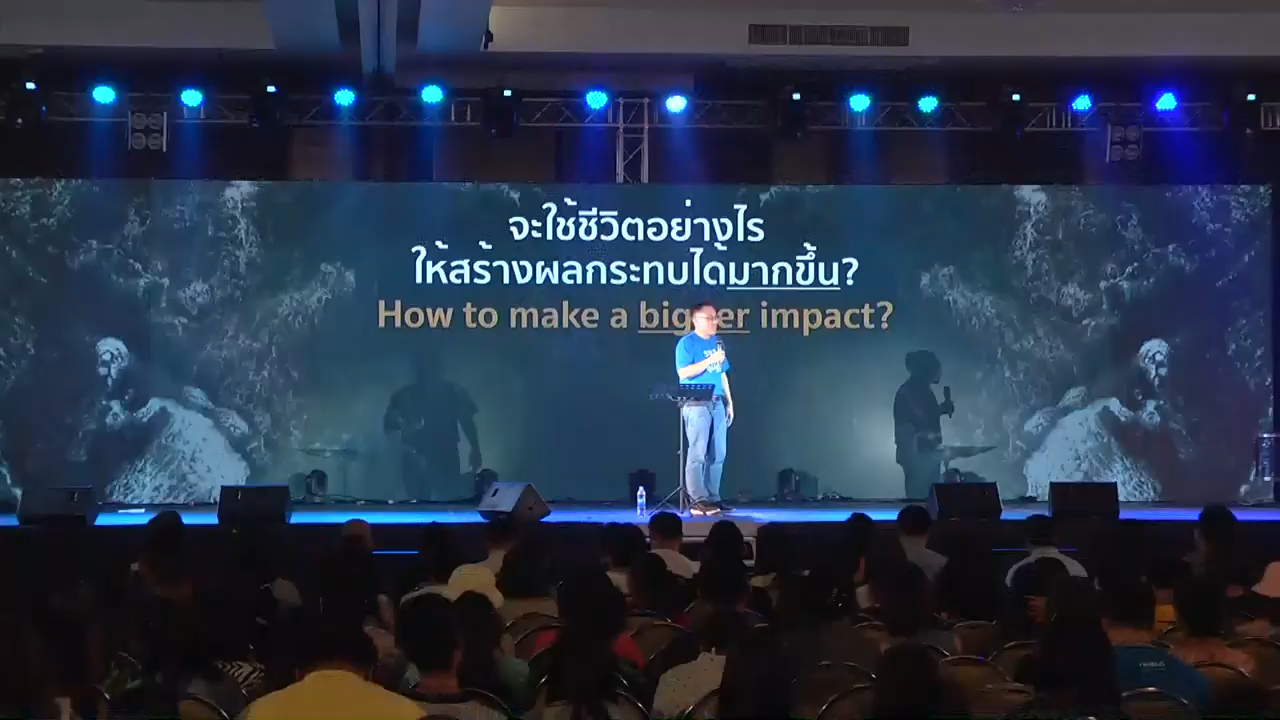 จะใช้ชีวิตอย่างไร
ให้สร้างผลกระทบได้มากขึ้น?
How to make a bigger impact?